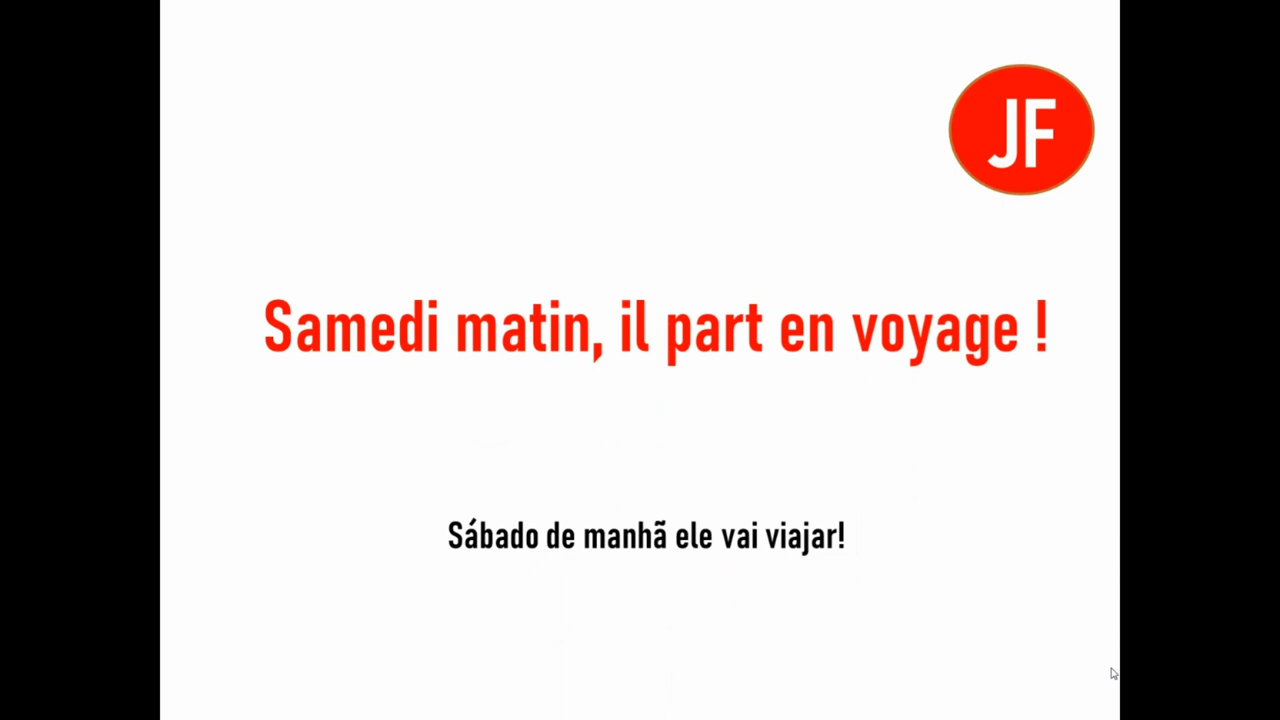 JF
Samedi matin, il part en voyage !
Sábado de manhã ele vai viajar!